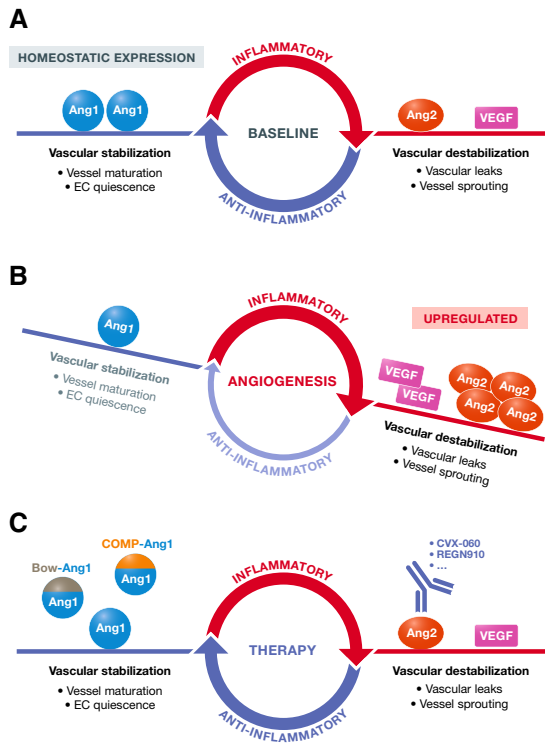 A
HOMEOSTATIC EXPRESSION
INFLAMMATORY
Ang1
Ang1
BASELINE
Ang2
VEGF
Vascular stabilization
• Vessel maturation
• EC quiescence
Vascular destabilization
• Vascular leaks
• Vessel sprouting
ANTI-INFLAMMATORY
B
INFLAMMATORY
UPREGULATED
Ang1
Vascular stabilization
• Vessel maturation
• EC quiescence
ANGIOGENESIS
VEGF
VEGF
Ang2
Ang2
Ang2
Ang2
Vascular destabilization
• Vascular leaks
• Vessel sprouting
ANTI-INFLAMMATORY
C
COMP-Ang1
Ang1
Bow-Ang1
Ang1
Ang1
INFLAMMATORY
• CVX-060
• REGN910
• ...
THERAPY
Ang2
VEGF
Vascular stabilization
• Vessel maturation
• EC quiescence
Vascular destabilization
• Vascular leaks
• Vessel sprouting
ANTI-INFLAMMATORY